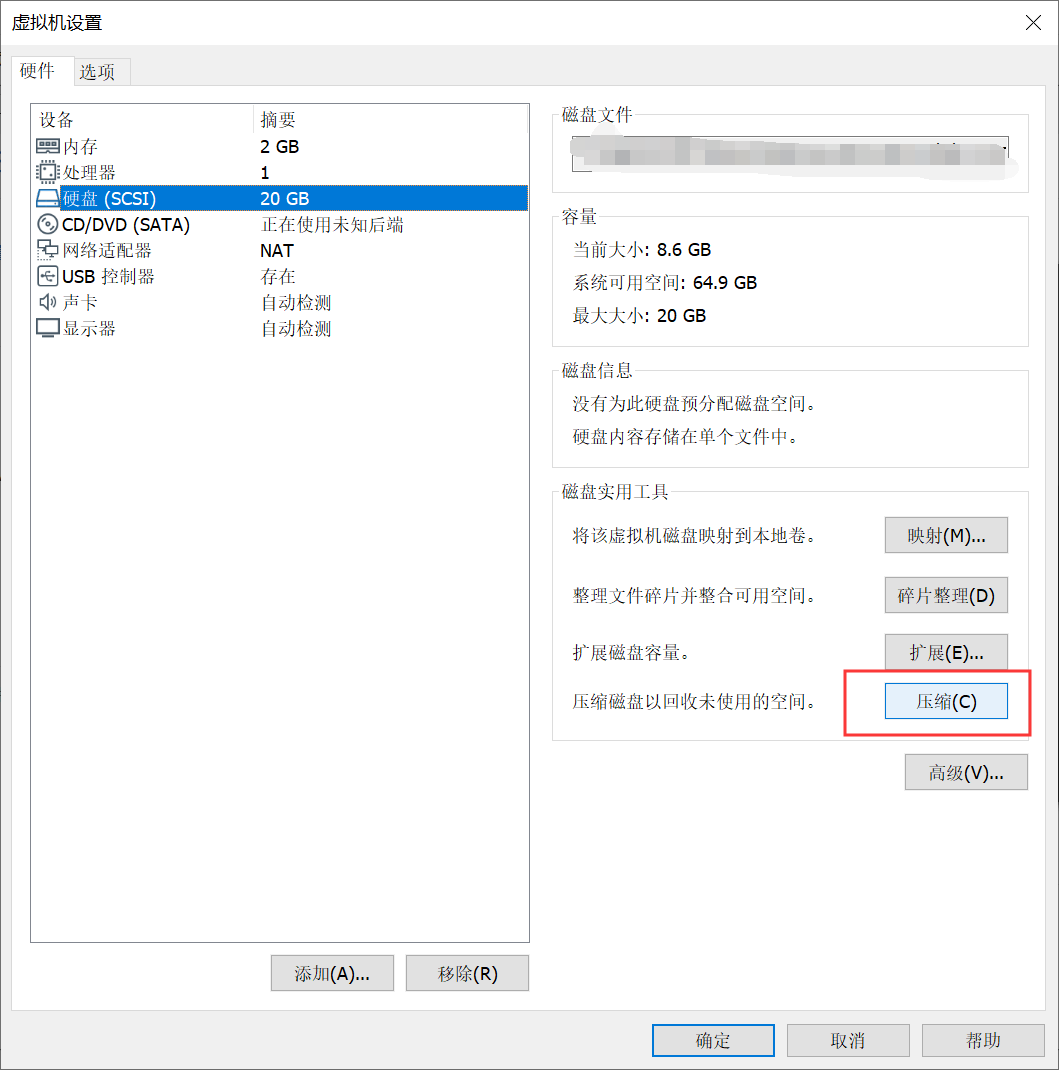 虚拟机设置
硬件 选项
设备 摘要
内存 2 GB
处理器 1
硬盘 (SCSI) 20 GB
CD/DVD (SATA) 正在使用未知后端
网络适配器 NAT
USB 控制器 存在
声卡 自动检测
显示器 自动检测
添加(A)... 移除(R)
磁盘文件
容量
当前大小: 8.6 GB
系统可用空间: 64.9 GB
最大大小: 20 GB
磁盘信息
没有为此硬盘预分配磁盘空间。
硬盘内容存储在单个文件中。
磁盘实用工具
将该虚拟机磁盘映射到本地卷。 映射(M)...
整理文件碎片并整合可用空间。 碎片整理(D)
扩展磁盘容量。 扩展(E)...
压缩磁盘以回收未使用的空间。 压缩(C)
高级(V)...
确定 取消 帮助